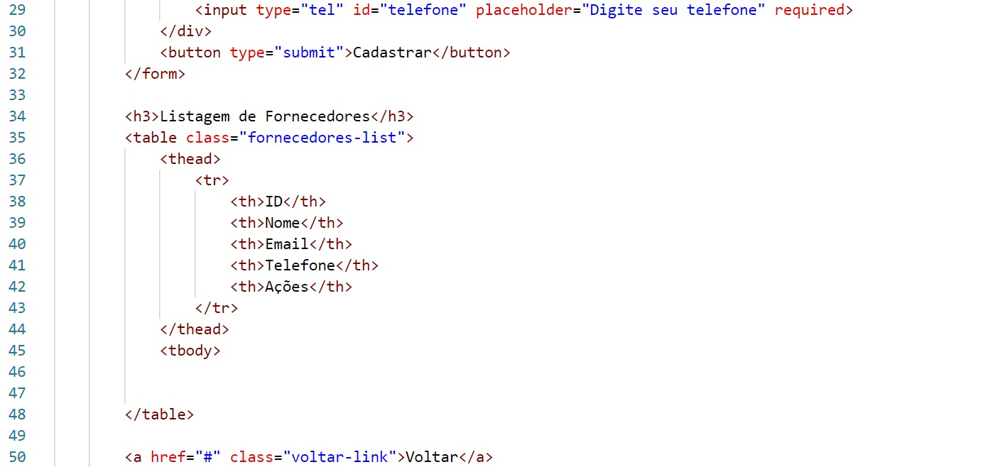 29 <input type="tel" id="telefone" placeholder="Digite seu telefone" required>
30 </div>
31 <button type="submit">Cadastrar</button>
32 </form>
33
34 <h3>Listagem de Fornecedores</h3>
35 <table class="fornecedores-list">
36 <thead>
37 <tr>
38 <th>ID</th>
39 <th>Nome</th>
40 <th>Email</th>
41 <th>Telefone</th>
42 <th>Ações</th>
43 </tr>
44 </thead>
45 <tbody>
46
47
48 </table>
49
50 <a href="#" class="voltar-link">Voltar</a>